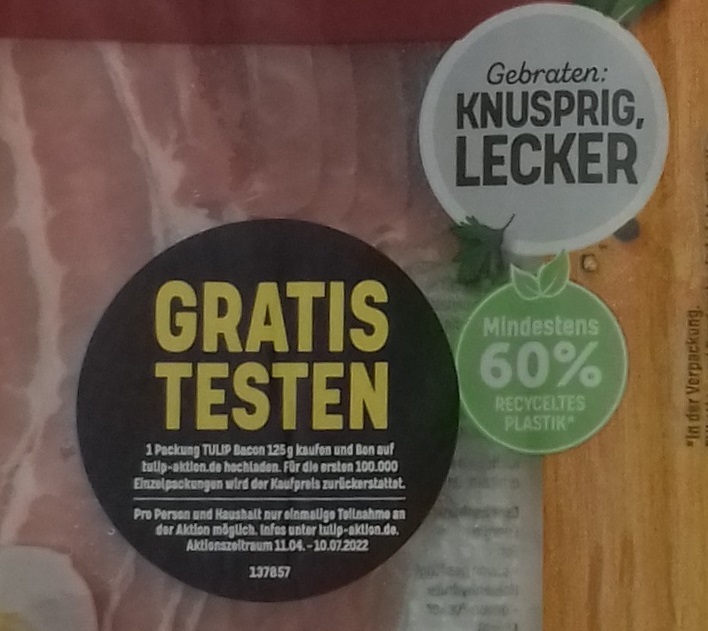 Gebraten:
KNUSPRIG,
LECKER
GRATIS
TESTEN
1 Packung TULIP Bacon 125g kaufen und Bon auf
tulip-aktion.de hochladen. Für die ersten 100.000
Einzelpackungen wird der Kaufpreis zurückerstattet.
Pro Person und Haushalt nur einmalige Teilnahme an
der Aktion möglich. Infos unter tulip-aktion.de.
Aktionszeitraum 11.04. - 10.07.2022
137857
Mindestens
60%
RECYCELTES
PLASTIK*
*In der Verpackung.